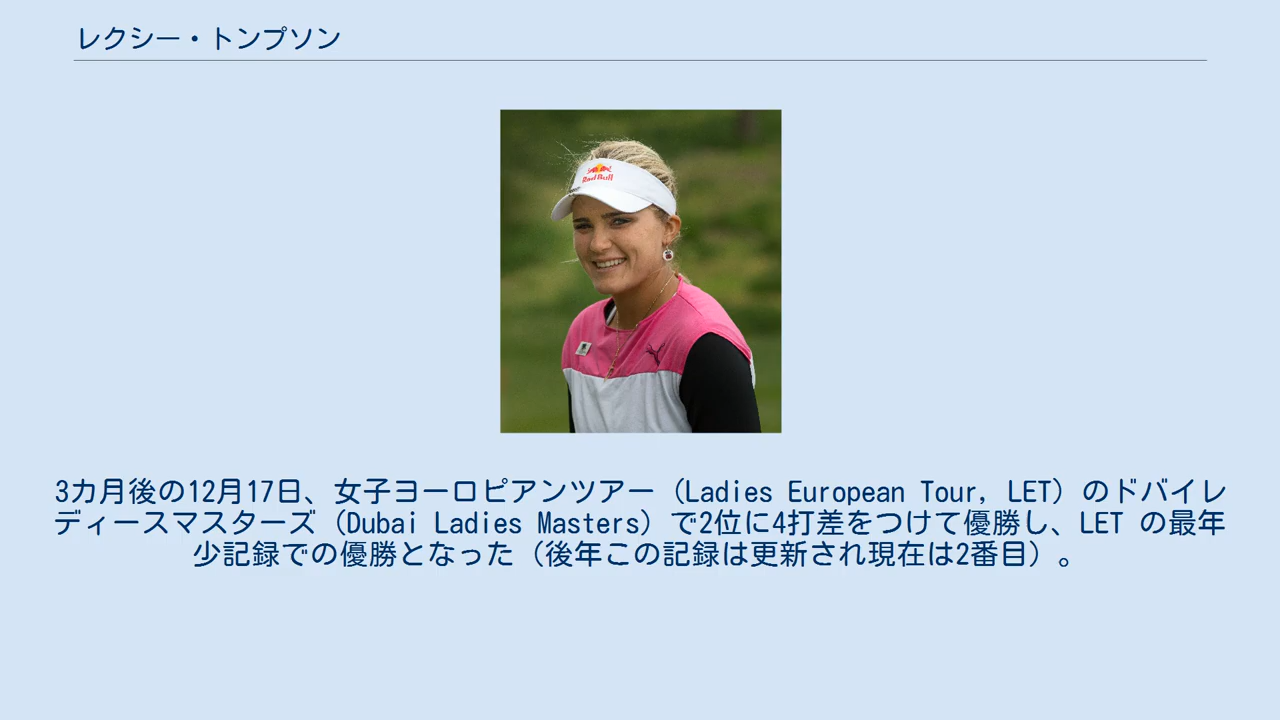 レクシー・トンプソン
Red Bull
3カ月後の12月17日、女子ヨーロピアンツアー（Ladies European Tour, LET）のドバイレ
ディースマスターズ（Dubai Ladies Masters）で2位に4打差をつけて優勝し、LET の最年
少記録での優勝となった（後年この記録は更新され現在は2番目）。